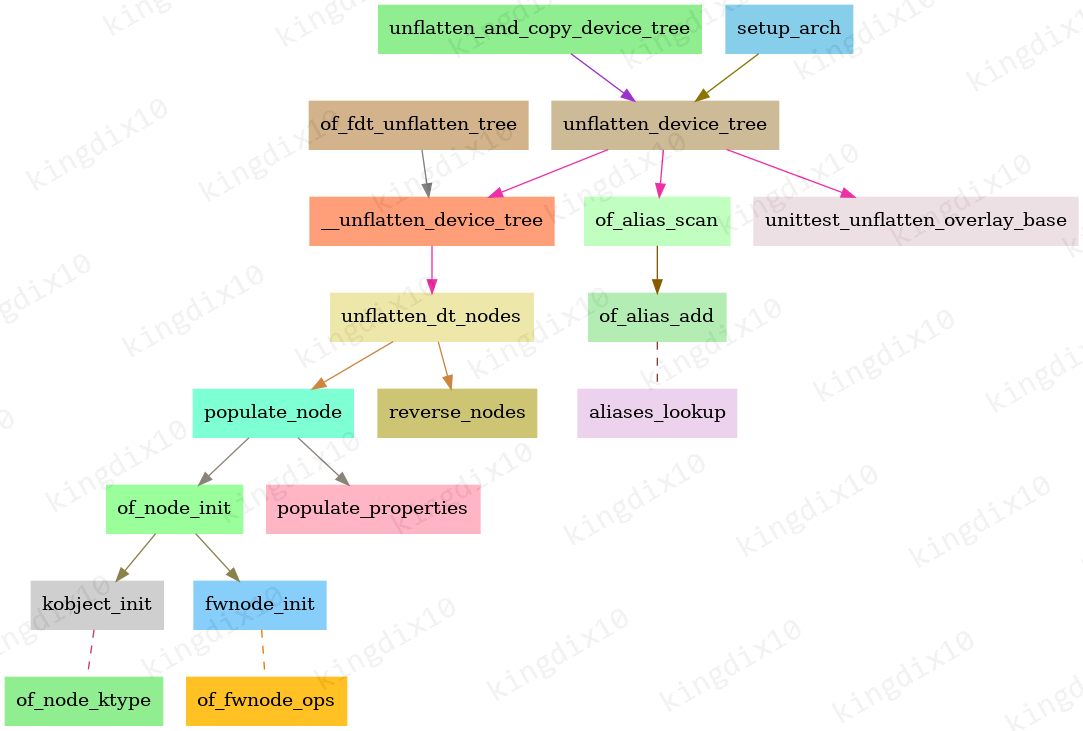 unflatten_and_copy_device_tree setup_arch
of_fdt_unflatten_tree unflatten_device_tree
__unflatten_device_tree of_alias_scan unittest_unflatten_overlay_base
unflatten_dt_nodes of_alias_add
populate_node reverse_nodes aliases_lookup
of_node_init populate_properties
kobject_init fwnode_init
of_node_ktype of_fwnode_ops
kingdix10